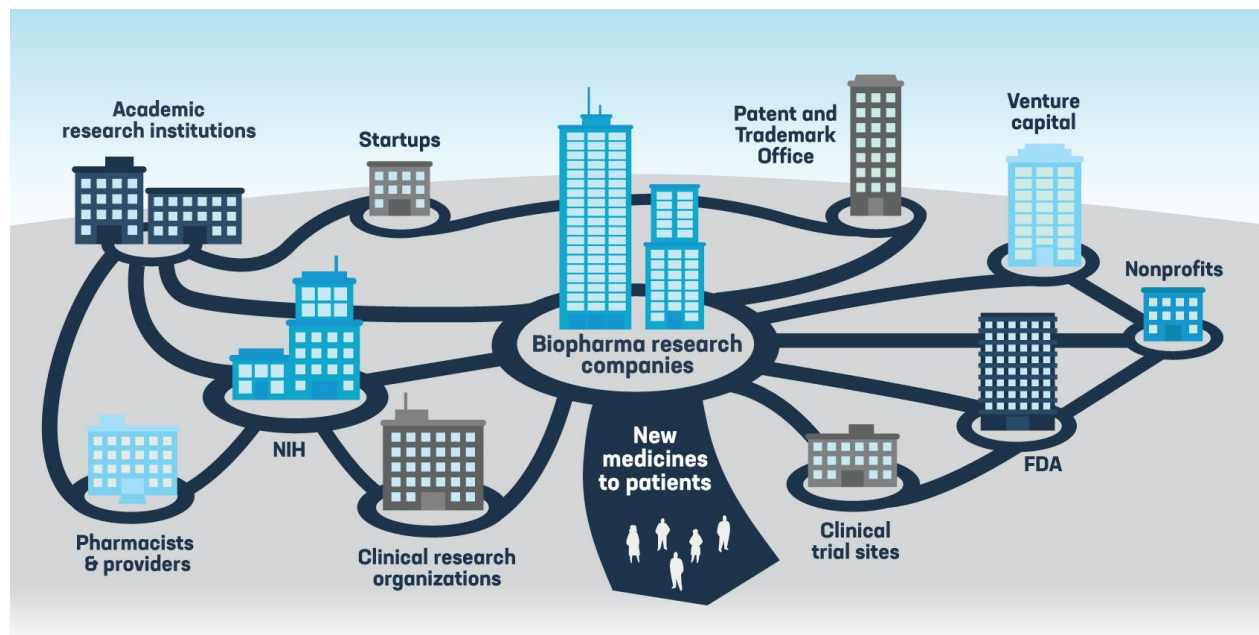 Academic
research institutions
Startups
Patent and
Trademark
Office
Venture
capital
Nonprofits
Biopharma research
companies
NIH
New
medicines
to patients
FDA
Pharmacists
& providers
Clinical research
organizations
Clinical
trial sites